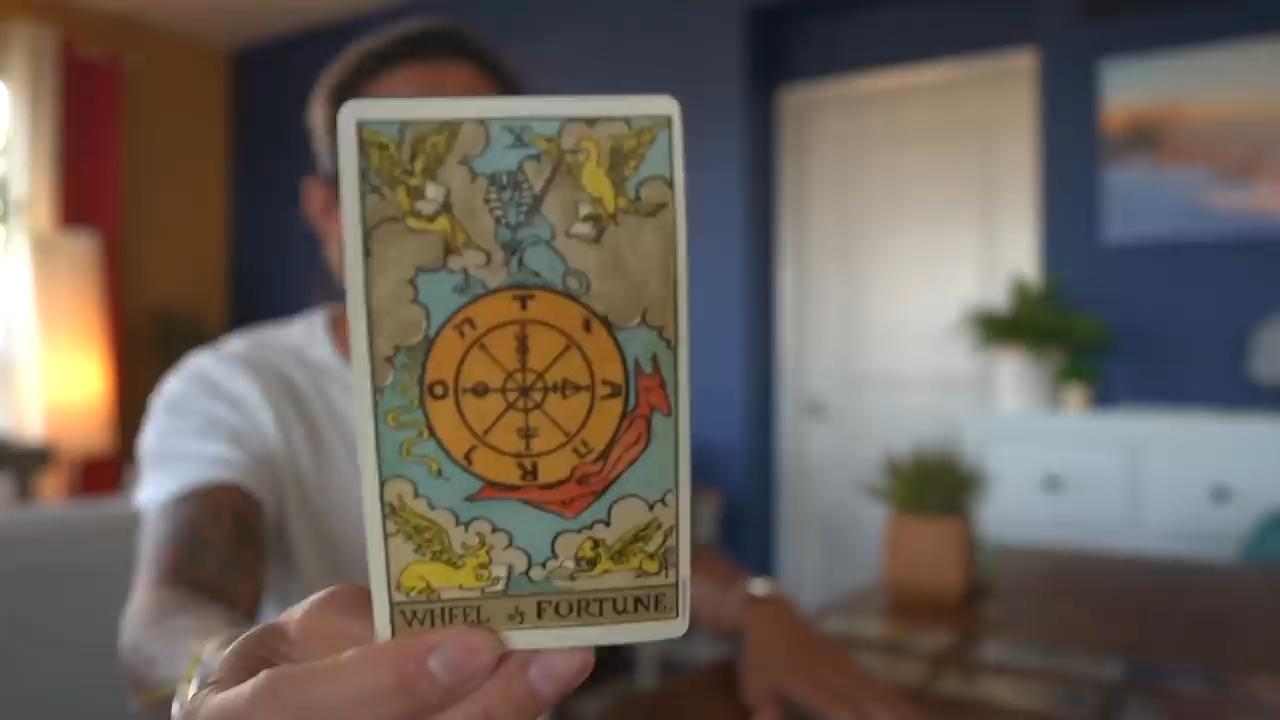 X
T
ה
י
O
A
ו
ה
R
WHEEL of FORTUNE.